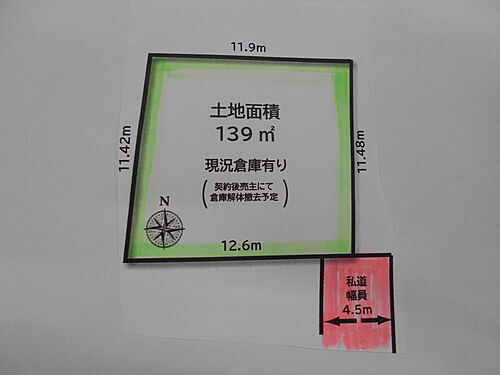 11.9m
11.42m
土地面積
139 ㎡
11.48m
現況倉庫有り
(契約後売主にて
倉庫解体撤去予定)
N
12.6m
私道
幅員
4.5m